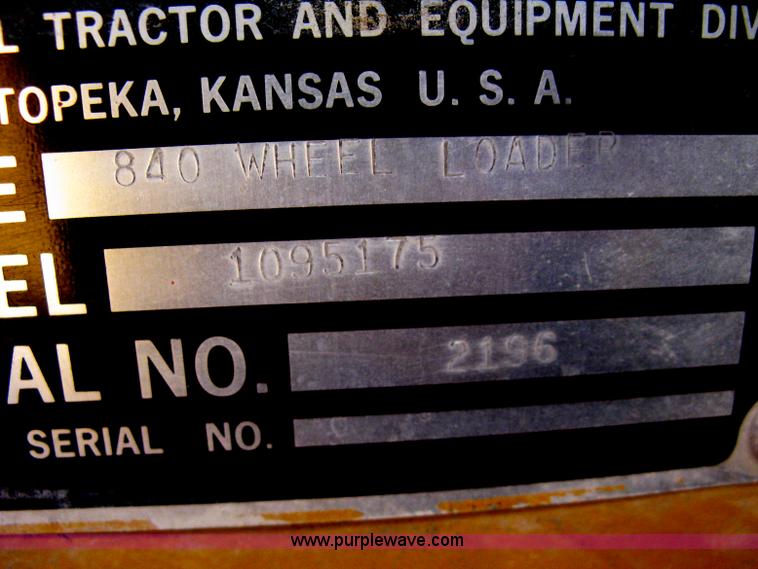 L TRACTOR AND EQUIPMENT DIV
TOPEKA, KANSAS U. S. A.
E 840 WHEEL LOADER
EL 1095175
AL NO. 2196
SERIAL NO.
www.purplewave.com